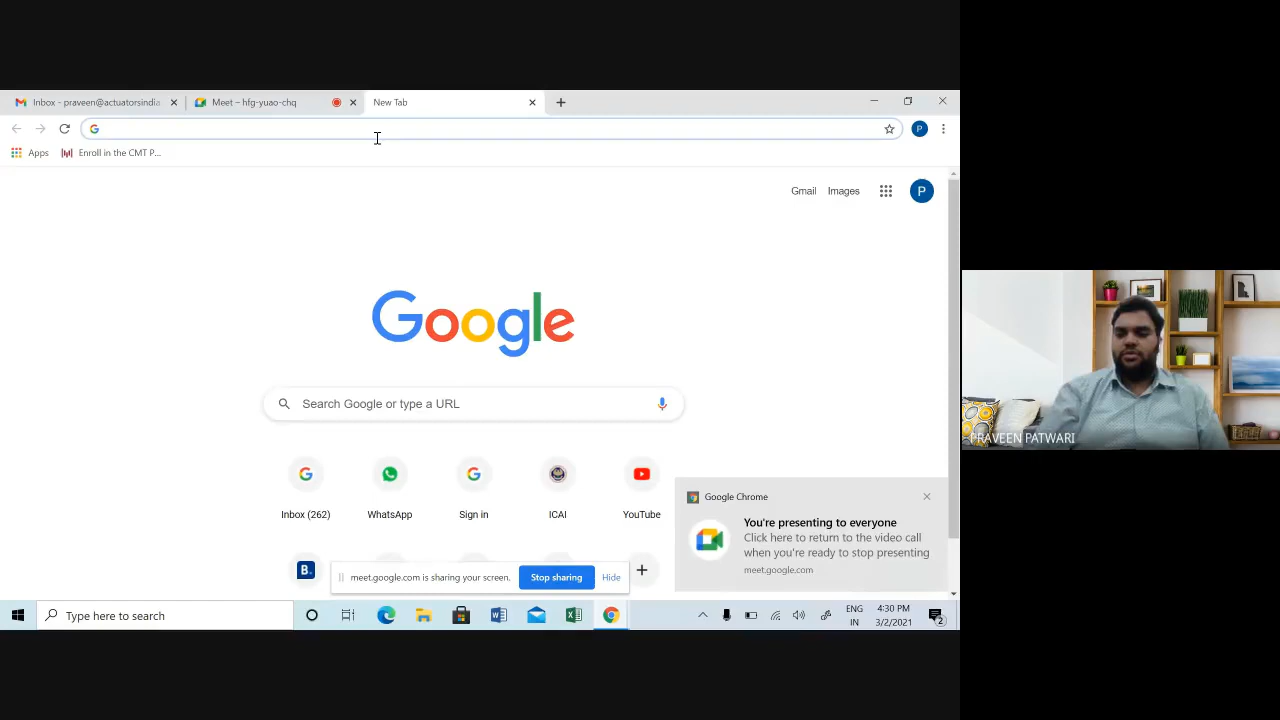 Inbox - praveen@actuatorsindia
Meet – hfg-yuao-chq
New Tab
Apps
Enroll in the CMT P...
Gmail
Images
P
P
Google
Search Google or type a URL
Inbox (262)
WhatsApp
Sign in
ICAI
YouTube
B.
Google Chrome
You're presenting to everyone
Click here to return to the video call
when you're ready to stop presenting
meet.google.com
meet.google.com is sharing your screen.
Stop sharing
Hide
Type here to search
ENG
IN
4:30 PM
3/2/2021
2
PRAVEEN PATWARI